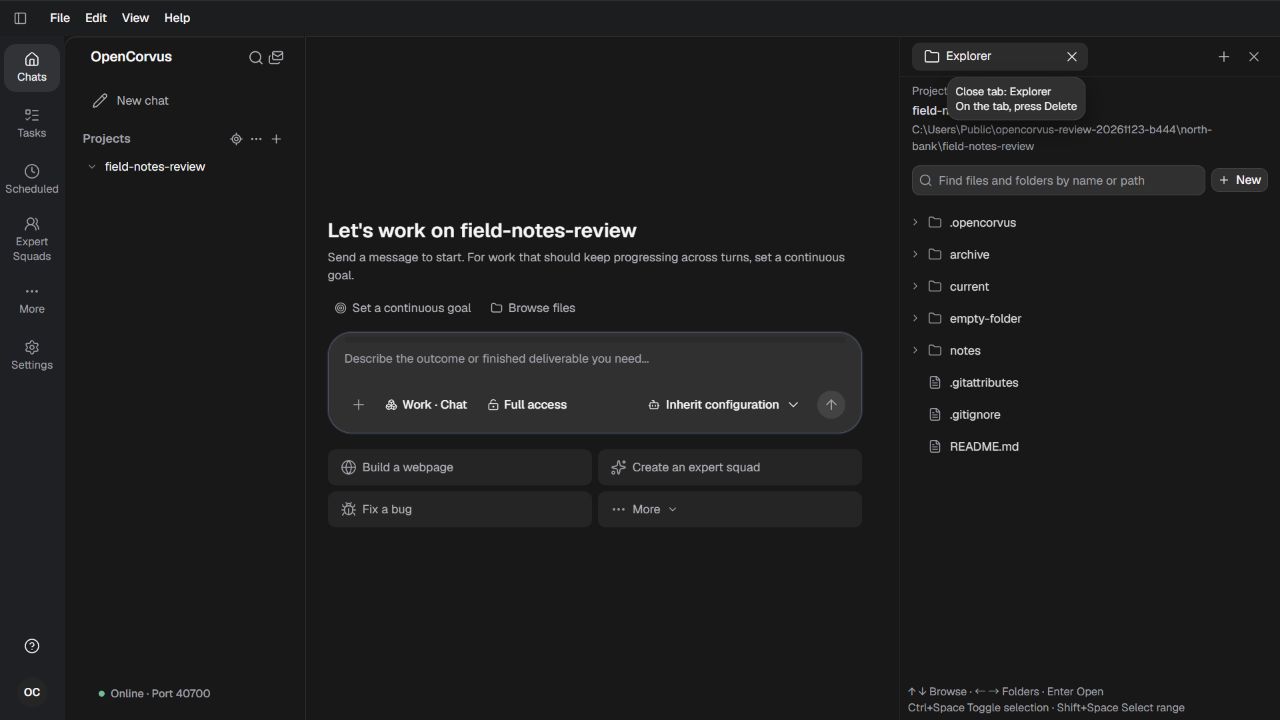 File Edit View Help
Chats
Tasks
Scheduled
Expert
Squads
More
Settings
OC
OpenCorvus
New chat
Projects
field-notes-review
Online · Port 40700
Let's work on field-notes-review
Send a message to start. For work that should keep progressing across turns, set a continuous
goal.
Set a continuous goal Browse files
Describe the outcome or finished deliverable you need...
Work · Chat Full access Inherit configuration
Build a webpage Create an expert squad
Fix a bug More
Explorer
Close tab: Explorer
On the tab, press Delete
C:\Users\Public\opencorvus-review-20261123-b444\north-
bank\field-notes-review
Find files and folders by name or path New
.opencorvus
archive
current
empty-folder
notes
.gitattributes
.gitignore
README.md
↑ ↓ Browse · ← → Folders · Enter Open
Ctrl+Space Toggle selection · Shift+Space Select range